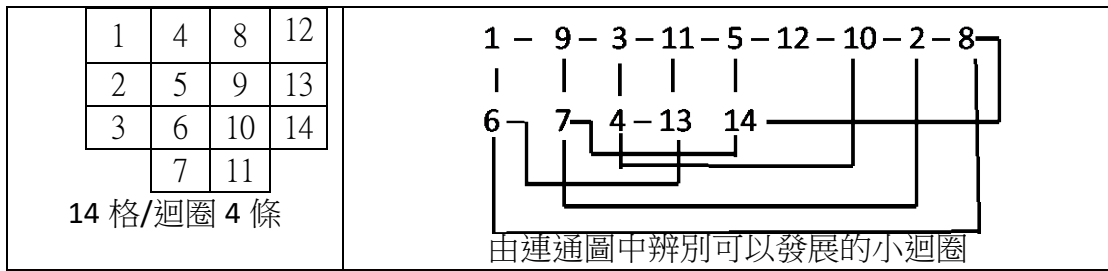 1 4 8 12
2 5 9 13
3 6 10 14
7 11
14 格/迴圈 4 條
1 – 9 – 3 – 11 – 5 – 12 – 10 – 2 – 8
6 – 7 4 – 13 14
由連通圖中辨別可以發展的小迴圈